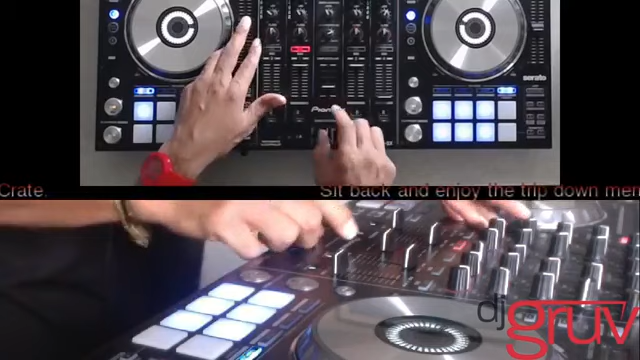 serato
Pioneer
Crate.
Sit back and enjoy the trip down mem
dj
gruv